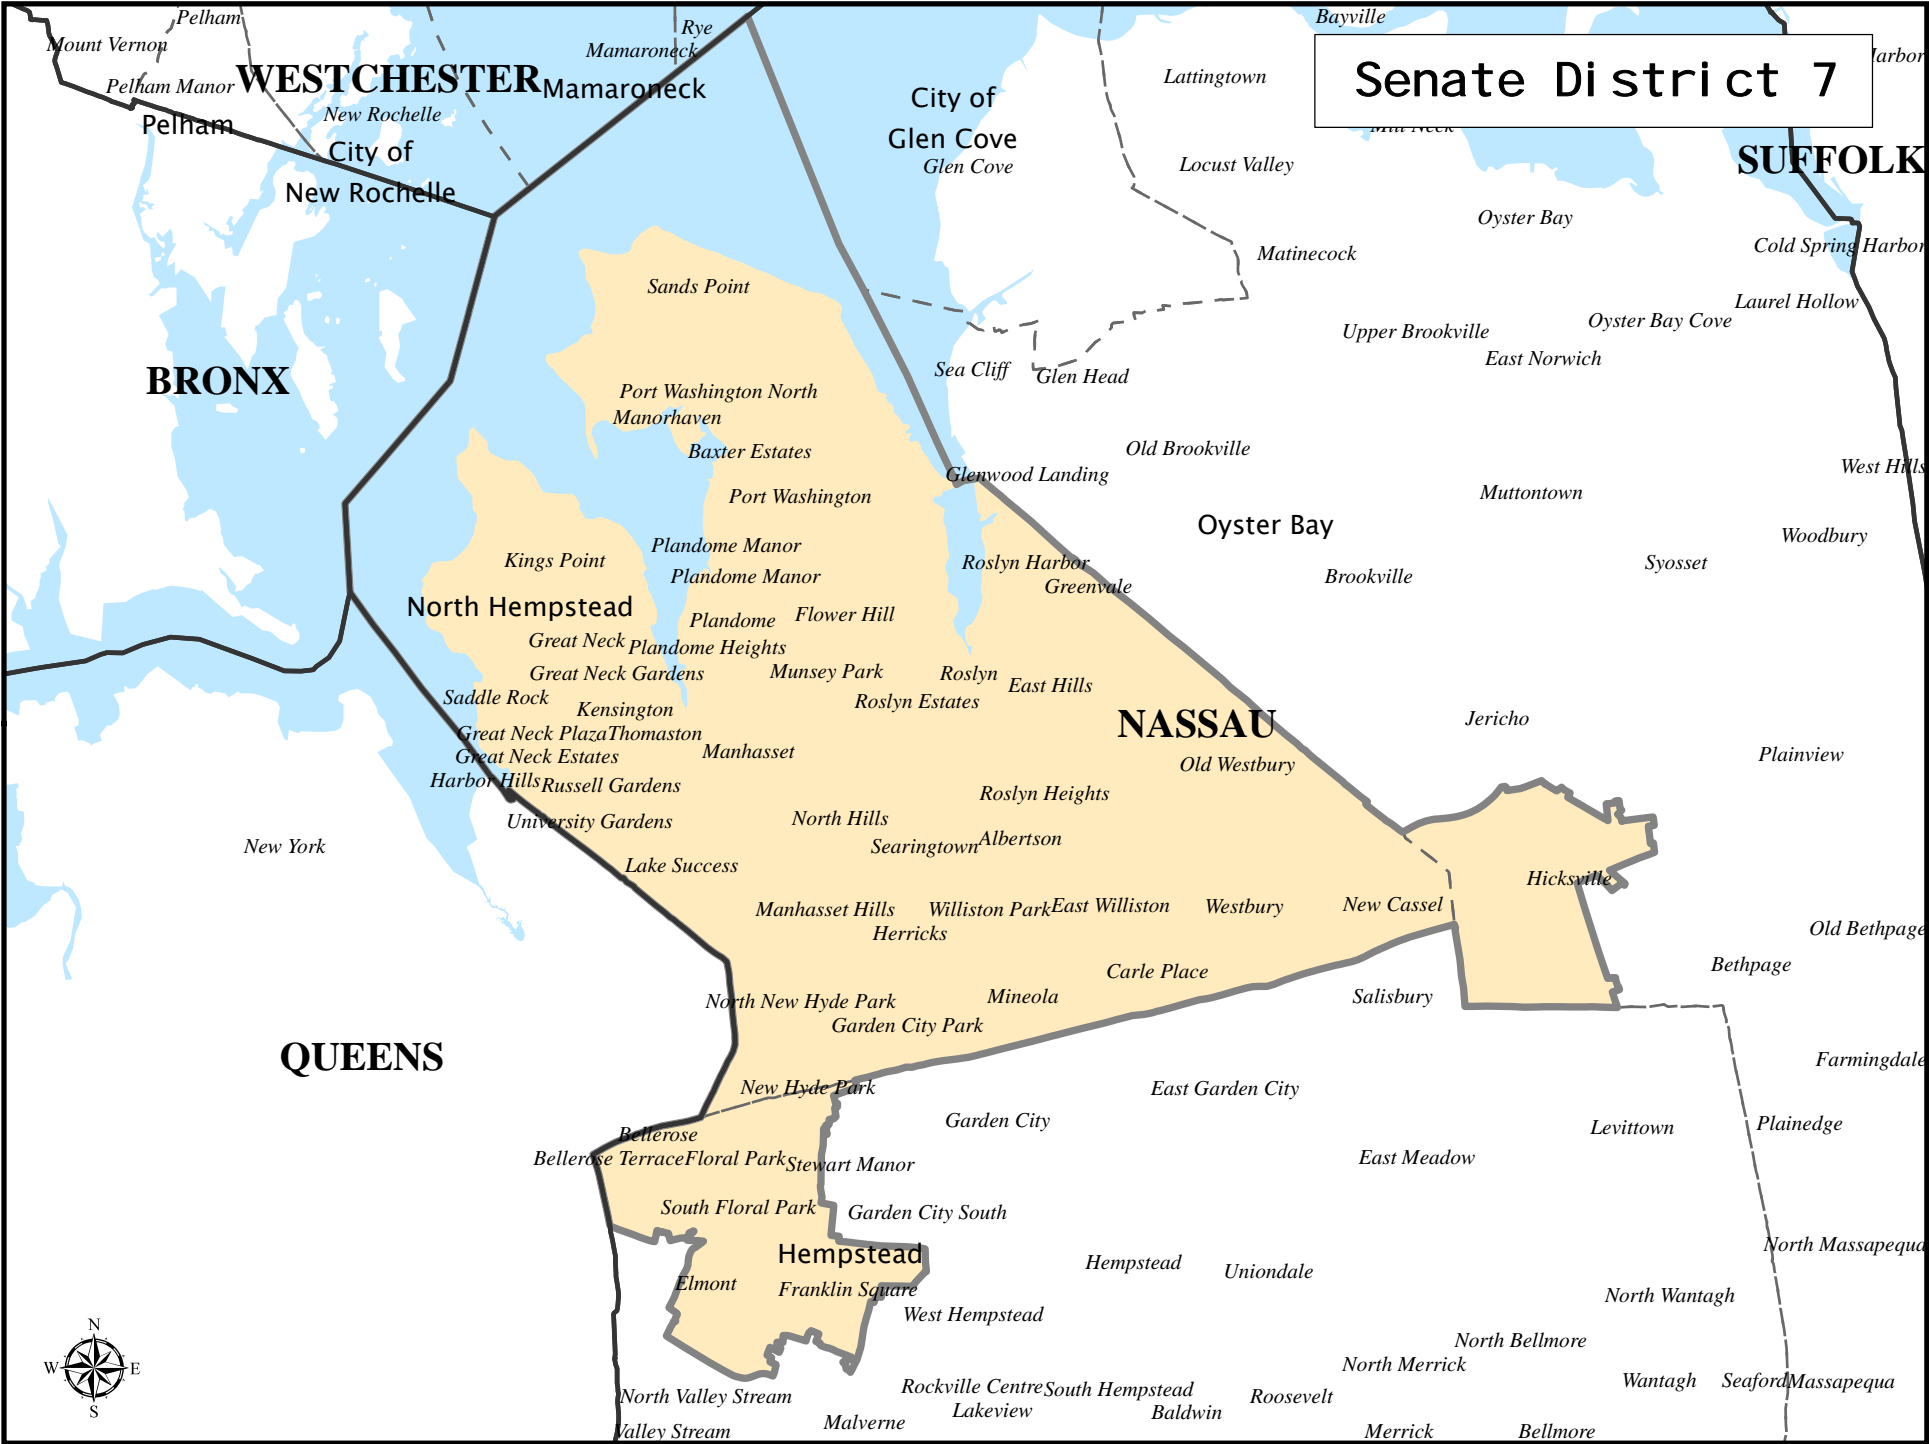 Pelham
Rye
Bayville
Mount Vernon
Mamaroneck
Harbor
Senate District 7
WESTCHESTER
Lattingtown
Pelham Manor
Mamaroneck
City of
Glen Cove
New Rochelle
Pelham
Mill Neck
City of
New Rochelle
Glen Cove
Locust Valley
SUFFOLK
Oyster Bay
Matinecock
Cold Spring Harbor
Sands Point
Laurel Hollow
Upper Brookville
Oyster Bay Cove
East Norwich
BRONX
Sea Cliff
Glen Head
Port Washington North
Manorhaven
Baxter Estates
Old Brookville
Glenwood Landing
West Hills
Port Washington
Muttontown
Oyster Bay
Woodbury
Plandome Manor
Kings Point
Roslyn Harbor
Syosset
Plandome Manor
Greenvale
Brookville
North Hempstead
Plandome
Flower Hill
Great Neck
Plandome Heights
Great Neck Gardens
Munsey Park
Roslyn
East Hills
Saddle Rock
Roslyn Estates
Kensington
NASSAU
Jericho
Great Neck Plaza
Thomaston
Great Neck Estates
Manhasset
Old Westbury
Plainview
Harbor Hills
Russell Gardens
Roslyn Heights
University Gardens
North Hills
New York
Searingtown
Albertson
Lake Success
Hicksville
Manhasset Hills
Williston Park
East Williston
Westbury
New Cassel
Herricks
Old Bethpage
Carle Place
Bethpage
North New Hyde Park
Mineola
Salisbury
Garden City Park
QUEENS
Farmingdale
New Hyde Park
East Garden City
Garden City
Levittown
Plainedge
Bellerose
Bellerose Terrace
Floral Park
Stewart Manor
East Meadow
South Floral Park
Garden City South
Hempstead
Hempstead
Uniondale
North Massapequa
Elmont
Franklin Square
West Hempstead
North Wantagh
N
W
E
S
North Bellmore
North Merrick
North Valley Stream
Rockville Centre
South Hempstead
Roosevelt
Wantagh
Seaford
Massapequa
Lakeview
Baldwin
Malverne
Valley Stream
Merrick
Bellmore